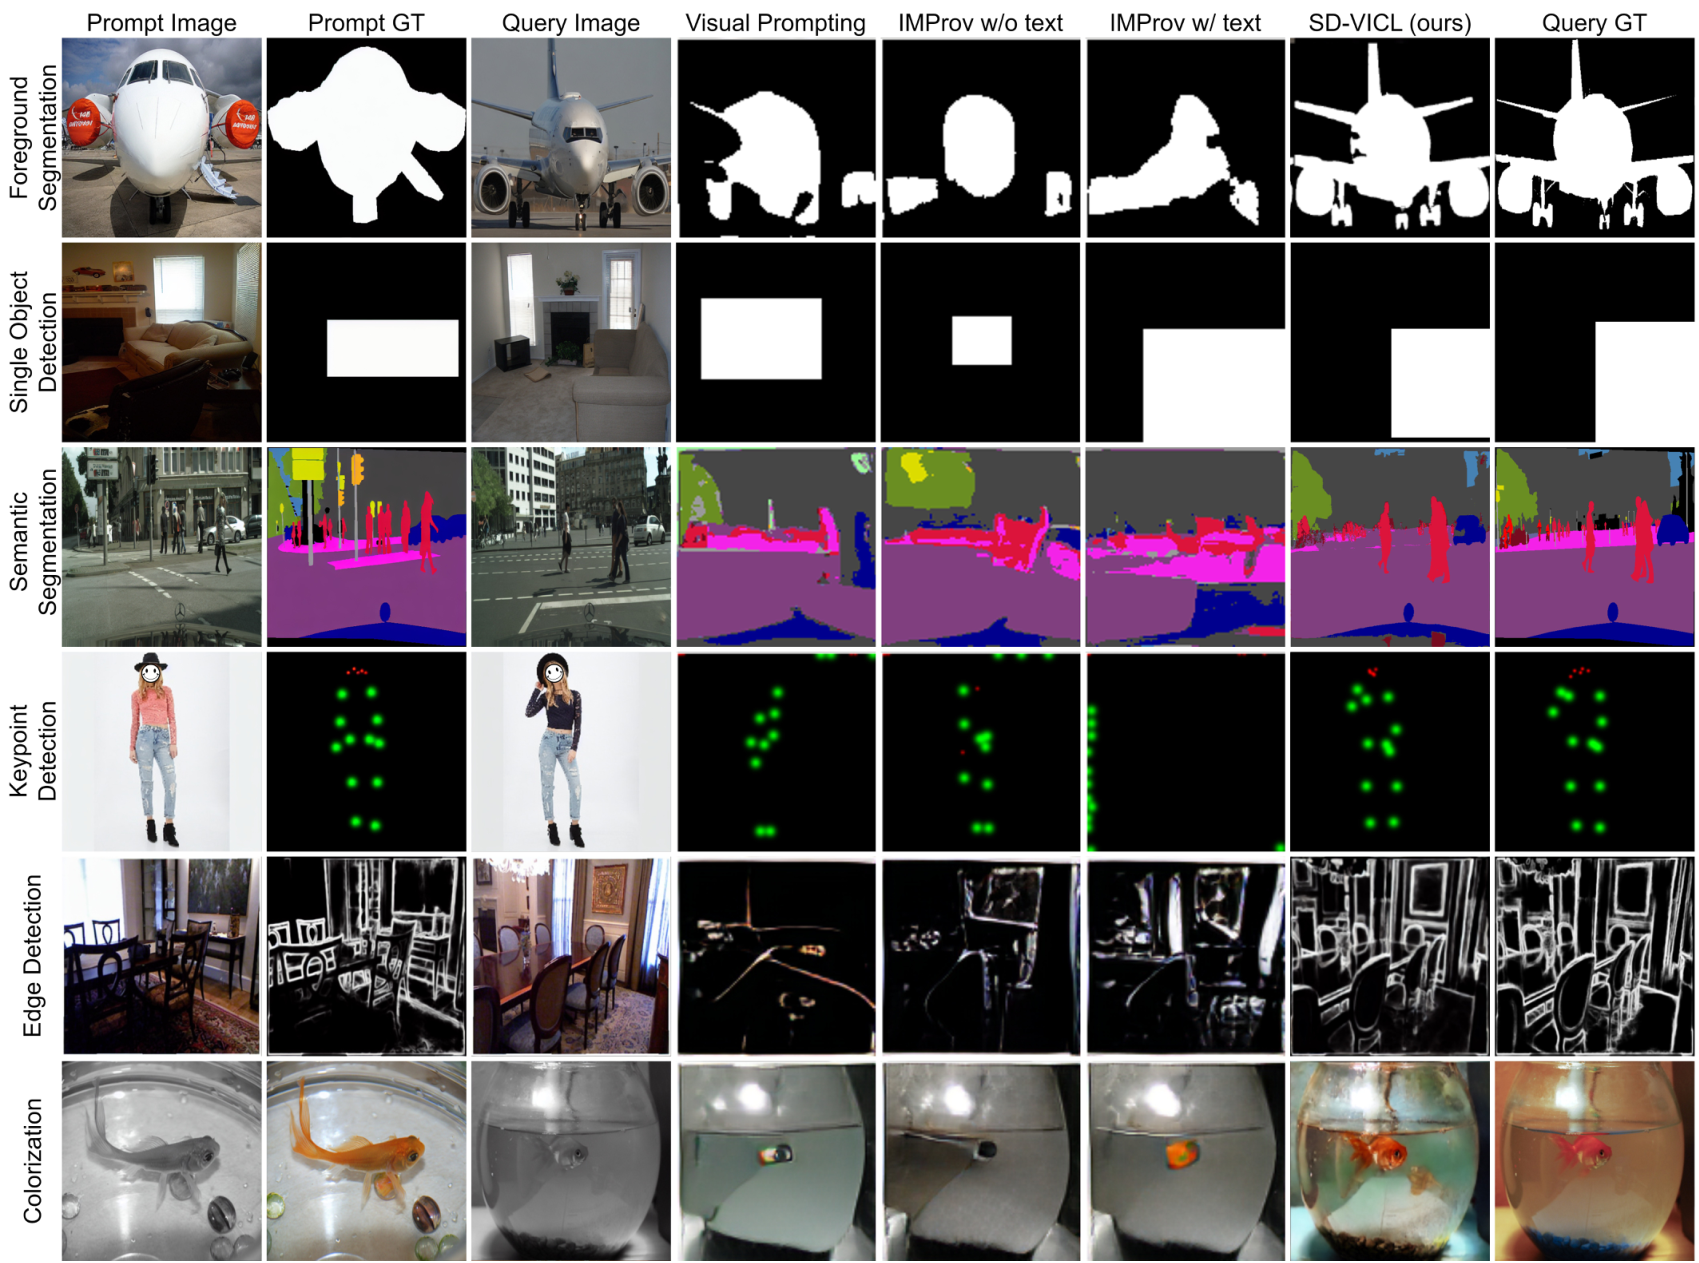 Prompt Image Prompt GT Query Image Visual Prompting IMProv w/o text IMProv w/ text SD-VICL (ours) Query GT
Foreground
Segmentation
Single Object
Detection
Semantic
Segmentation
Keypoint
Detection
Edge Detection
Colorization